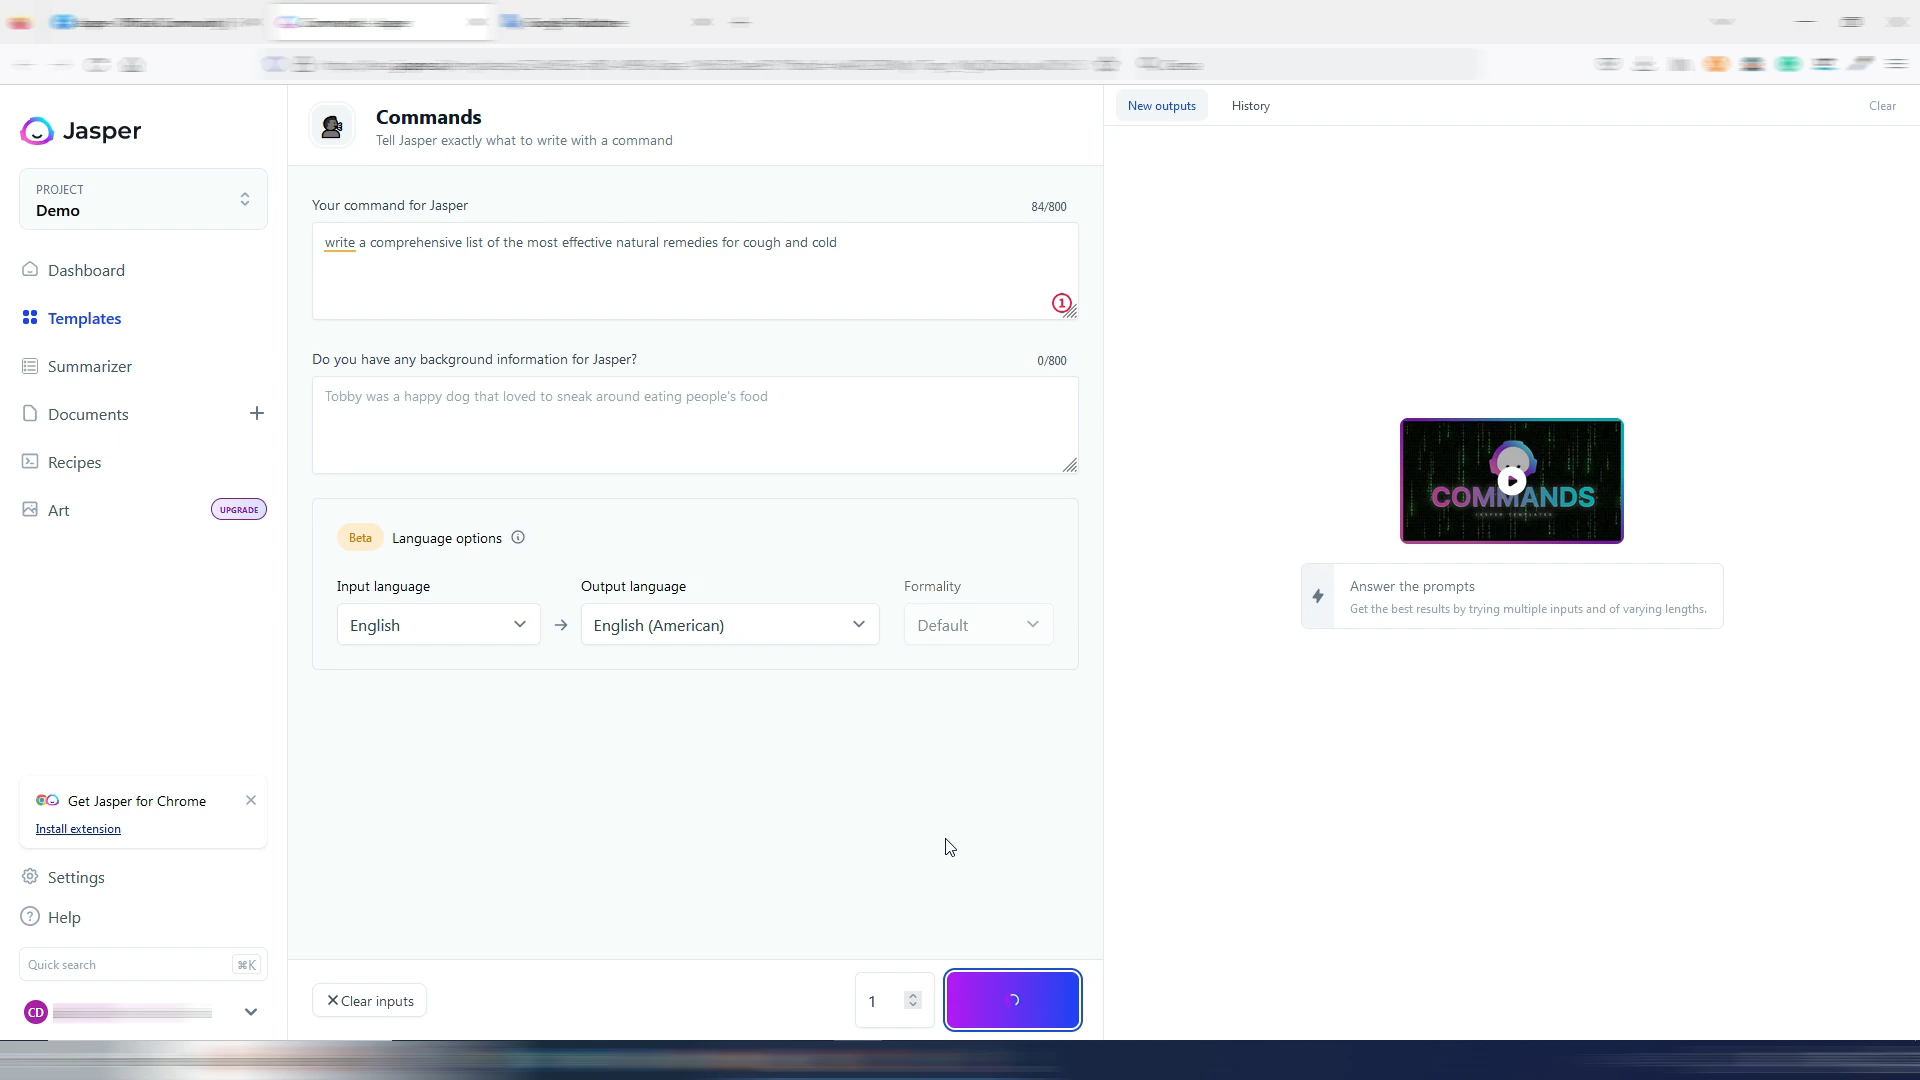 Jasper
PROJECT
Demo
Dashboard
Templates
Summarizer
Documents
Recipes
Art
UPGRADE
Get Jasper for Chrome
Install extension
Settings
Help
Quick search
⌘K
CD
Commands
Tell Jasper exactly what to write with a command
Your command for Jasper
84/800
write a comprehensive list of the most effective natural remedies for cough and cold
1
Do you have any background information for Jasper?
0/800
Tobby was a happy dog that loved to sneak around eating people's food
Beta
Language options
Input language
Output language
Formality
English
English (American)
Default
Clear inputs
1
New outputs
History
Clear
COMMANDS
JASPER TEMPLATES
Answer the prompts
Get the best results by trying multiple inputs and of varying lengths.